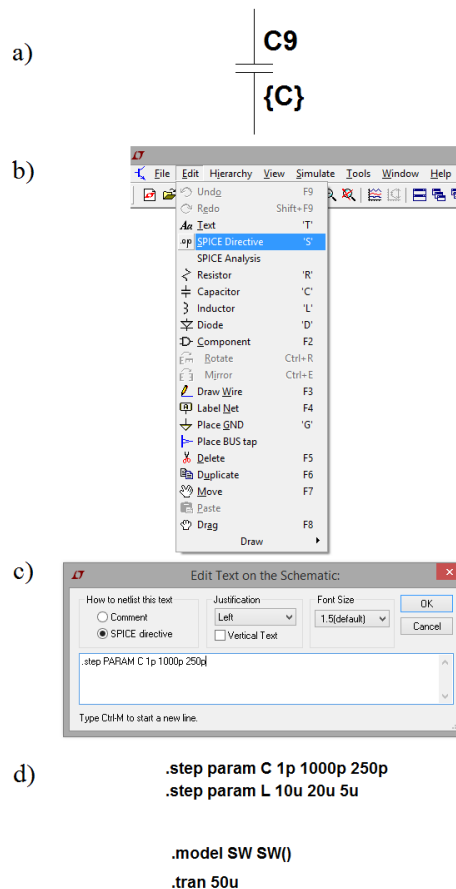 a)
C9
{C}
b)
File Edit Hierarchy View Simulate Tools Window Help
Undo F9
Redo Shift+F9
Aa Text 'T'
.op SPICE Directive 'S'
SPICE Analysis
Resistor 'R'
Capacitor 'C'
Inductor 'L'
Diode 'D'
Component F2
Rotate Ctrl+R
Mirror Ctrl+E
Draw Wire F3
Label Net F4
Place GND 'G'
Place BUS tap
Delete F5
Duplicate F6
Move F7
Paste
Drag F8
Draw
c)
Edit Text on the Schematic:
How to netlist this text Justification Font Size
Comment Left 1.5(default) OK
SPICE directive Vertical Text Cancel
.step PARAM C 1p 1000p 250p
Type Ctrl-M to start a new line.
d)
.step param C 1p 1000p 250p
.step param L 10u 20u 5u
.model SW SW()
.tran 50u